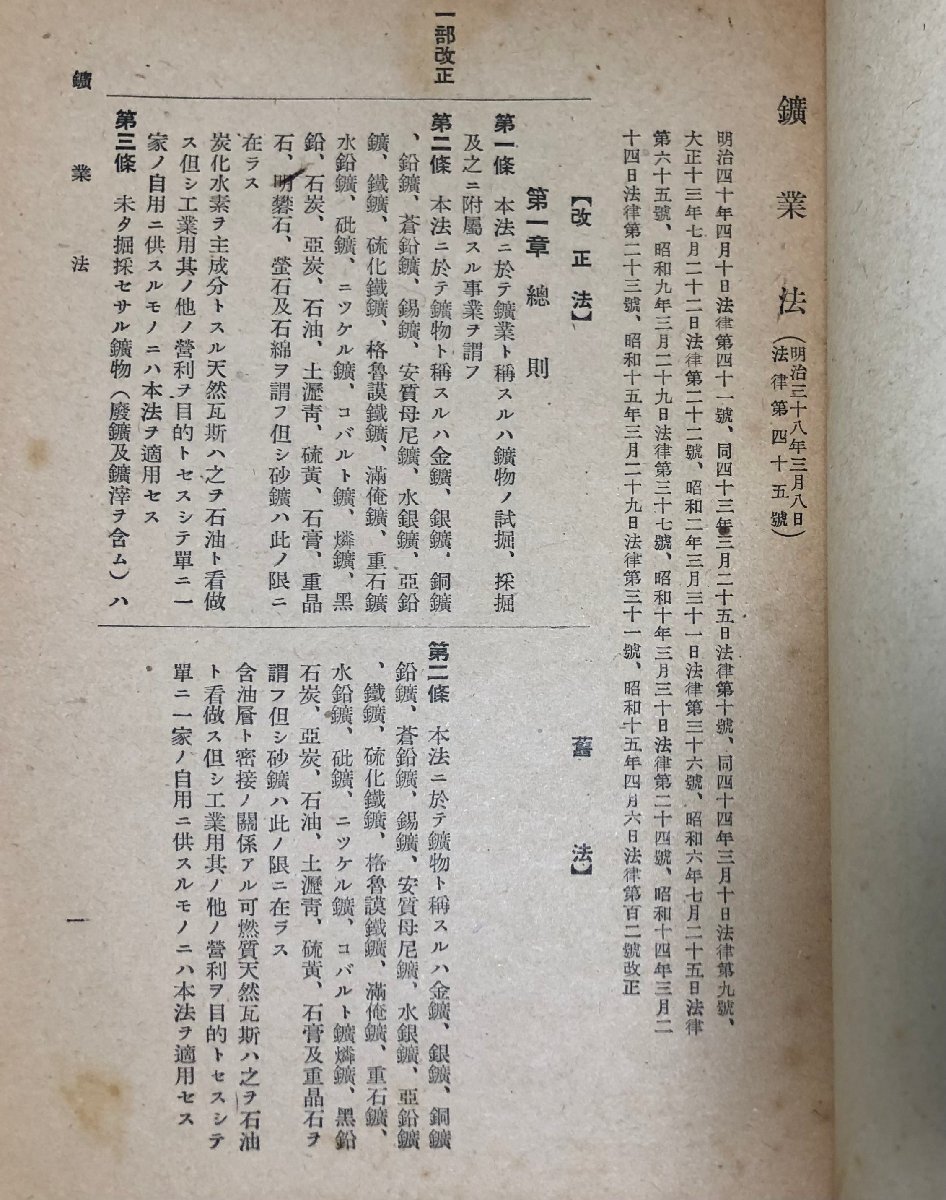 鑛業法(明治三十八年三月八日
法律第四十五號)
明治四十年四月十日法律第四十一號、同四十三年三月二十五日法律第十號、同四十四年三月十日法律第九號、
大正十三年七月二十二日法律第二十二號、昭和二年三月三十一日法律第三十六號、昭和六年七月二十五日法律
第六十五號、昭和九年三月二十九日法律第三十七號、昭和十年三月三十日法律第二十四號、昭和十四年三月二
十四日法律第二十三號、昭和十五年三月二十九日法律第三十一號、昭和十五年四月六日法律第百二號改正
【改正法】
第一章 總則
第一條 本法ニ於テ鑛業ト稱スルハ鑛物ノ試掘、採掘
及之ニ附屬スル事業ヲ謂フ
一部改正
第二條 本法ニ於テ鑛物ト稱スルハ金鑛、銀鑛、銅鑛
、鉛鑛、蒼鉛鑛、錫鑛、安質母尼鑛、水銀鑛、亞鉛
鑛、鐵鑛、硫化鐵鑛、格魯謨鐵鑛、滿俺鑛、重石鑛
水鉛鑛、砒鑛、ニツケル鑛、コバルト鑛、燐鑛、黑
鉛、石炭、亞炭、石油、土瀝靑、硫黃、石膏、重晶
石、明礬石、螢石及石綿ヲ謂フ但シ砂鑛ハ此ノ限ニ
在ラス
炭化水素ヲ主成分トスル天然瓦斯ハ之ヲ石油ト看做
ス但シ工業用其ノ他ノ營利ヲ目的トセスシテ單ニ一
家ノ自用ニ供スルモノニハ本法ヲ適用セス
第三條 未タ掘採セサル鑛物(廢鑛及鑛滓ヲ含ム)ハ
舊法】
第二條 本法ニ於テ鑛物ト稱スルハ金鑛、銀鑛、銅鑛
鉛鑛、蒼鉛鑛、錫鑛、安質母尼鑛、水銀鑛、亞鉛鑛
、鐵鑛、硫化鐵鑛、格魯謨鐵鑛、滿俺鑛、重石鑛、
水鉛鑛、砒鑛、ニツケル鑛、コバルト鑛燐鑛、黑鉛
石炭、亞炭、石油、土瀝靑、硫黃、石膏及重晶石ヲ
謂フ但シ砂鑛ハ此ノ限ニ在ラス
含油層ト密接ノ關係アル可燃質天然瓦斯ハ之ヲ石油
ト看做ス但シ工業用其ノ他ノ營利ヲ目的トセスシテ
單ニ一家ノ自用ニ供スルモノニハ本法ヲ適用セス
鑛業法
一